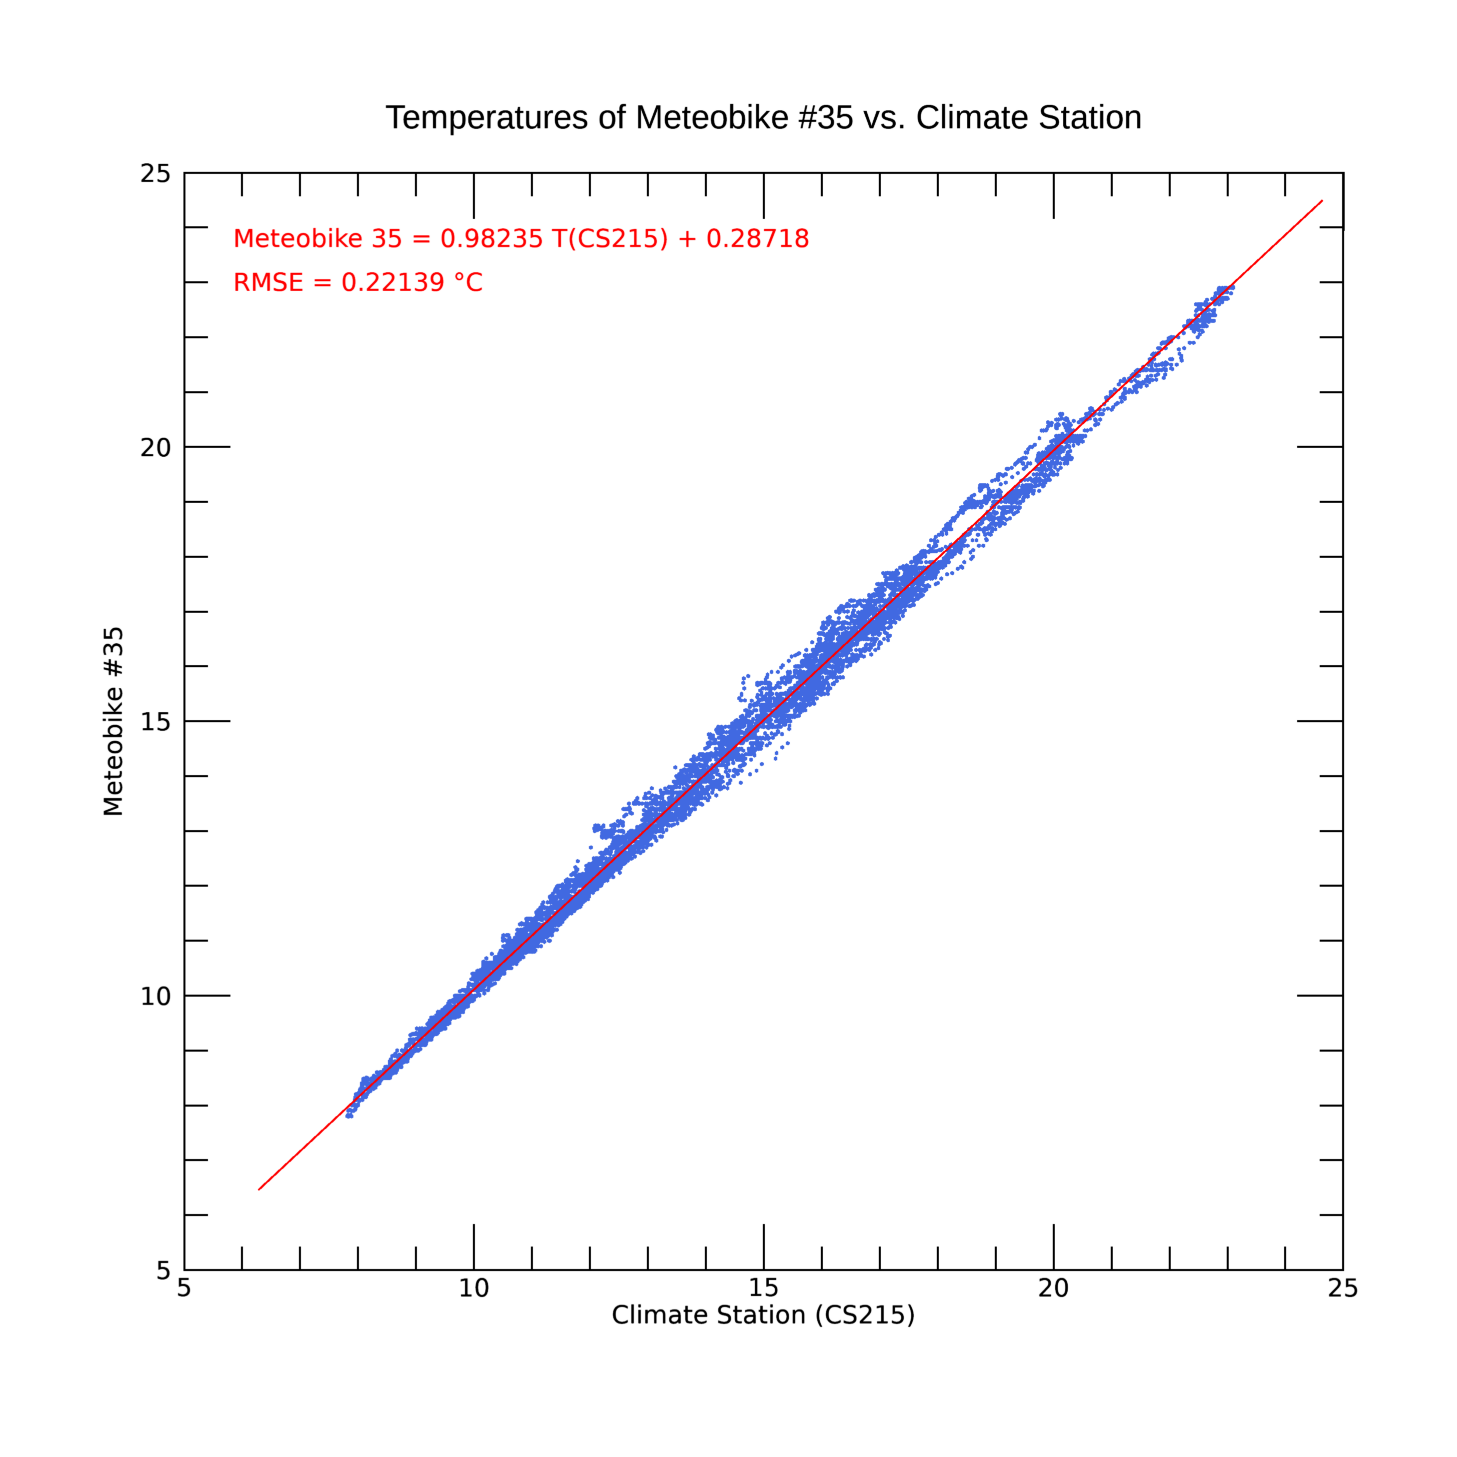 Temperatures of Meteobike #35 vs. Climate Station
25
Meteobike 35 = 0.98235 T(CS215) + 0.28718
RMSE = 0.22139 °C
20
15
10
5
Meteobike #35
5 10 15 20 25
Climate Station (CS215)